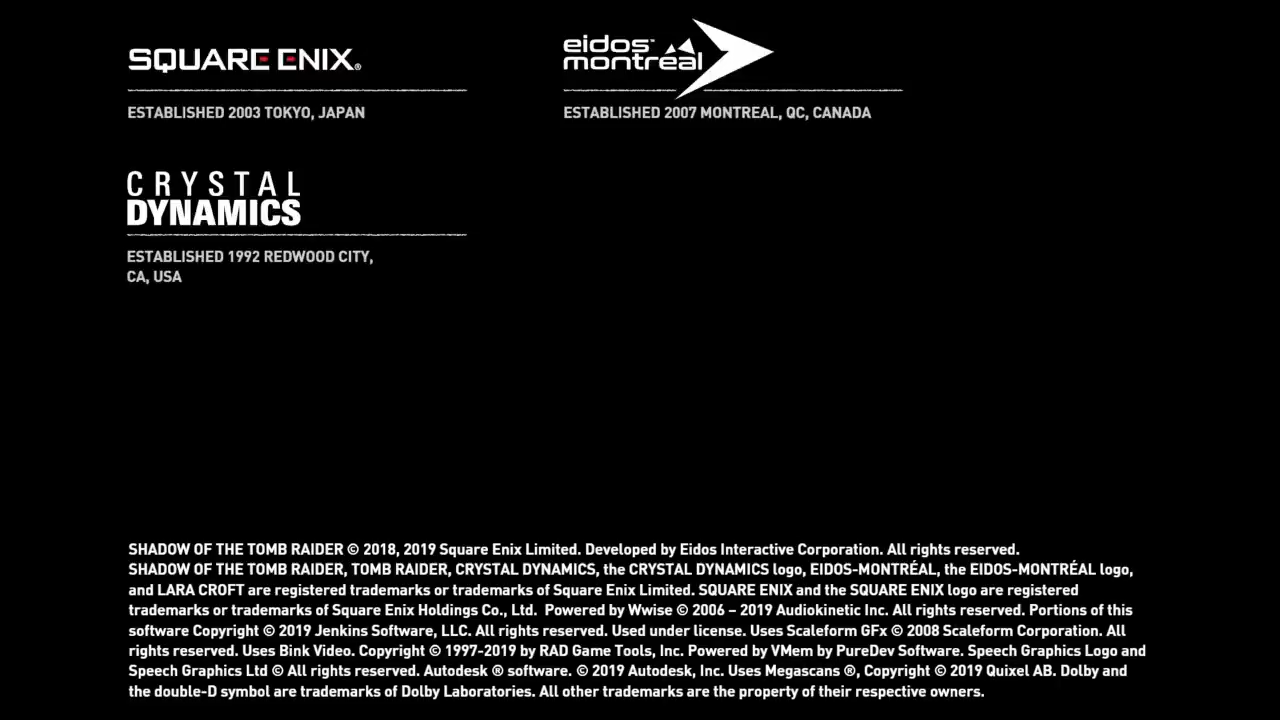 SQUARE ENIX®
ESTABLISHED 2003 TOKYO, JAPAN
eidos™
montréal
ESTABLISHED 2007 MONTREAL, QC, CANADA
CRYSTAL
DYNAMICS
ESTABLISHED 1992 REDWOOD CITY,
CA, USA
SHADOW OF THE TOMB RAIDER © 2018, 2019 Square Enix Limited. Developed by Eidos Interactive Corporation. All rights reserved.
SHADOW OF THE TOMB RAIDER, TOMB RAIDER, CRYSTAL DYNAMICS, the CRYSTAL DYNAMICS logo, EIDOS-MONTRÉAL, the EIDOS-MONTRÉAL logo,
and LARA CROFT are registered trademarks or trademarks of Square Enix Limited. SQUARE ENIX and the SQUARE ENIX logo are registered
trademarks or trademarks of Square Enix Holdings Co., Ltd. Powered by Wwise © 2006 – 2019 Audiokinetic Inc. All rights reserved. Portions of this
software Copyright © 2019 Jenkins Software, LLC. All rights reserved. Used under license. Uses Scaleform GFx © 2008 Scaleform Corporation. All
rights reserved. Uses Bink Video. Copyright © 1997-2019 by RAD Game Tools, Inc. Powered by VMem by PureDev Software. Speech Graphics Logo and
Speech Graphics Ltd © All rights reserved. Autodesk ® software. © 2019 Autodesk, Inc. Uses Megascans ®, Copyright © 2019 Quixel AB. Dolby and
the double-D symbol are trademarks of Dolby Laboratories. All other trademarks are the property of their respective owners.